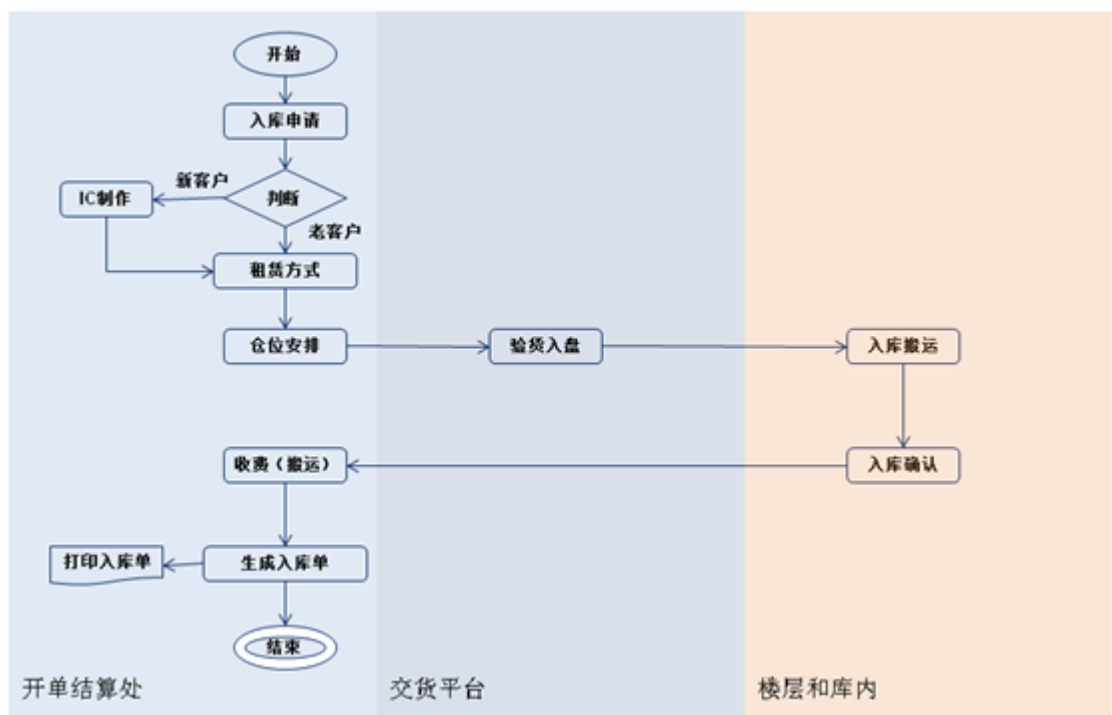 开始
入库申请
新客户
IC制作
判断
老客户
租赁方式
仓位安排
验货入盘
入库搬运
收费（搬运）
入库确认
打印入库单
生成入库单
结束
开单结算处
交货平台
楼层和库内